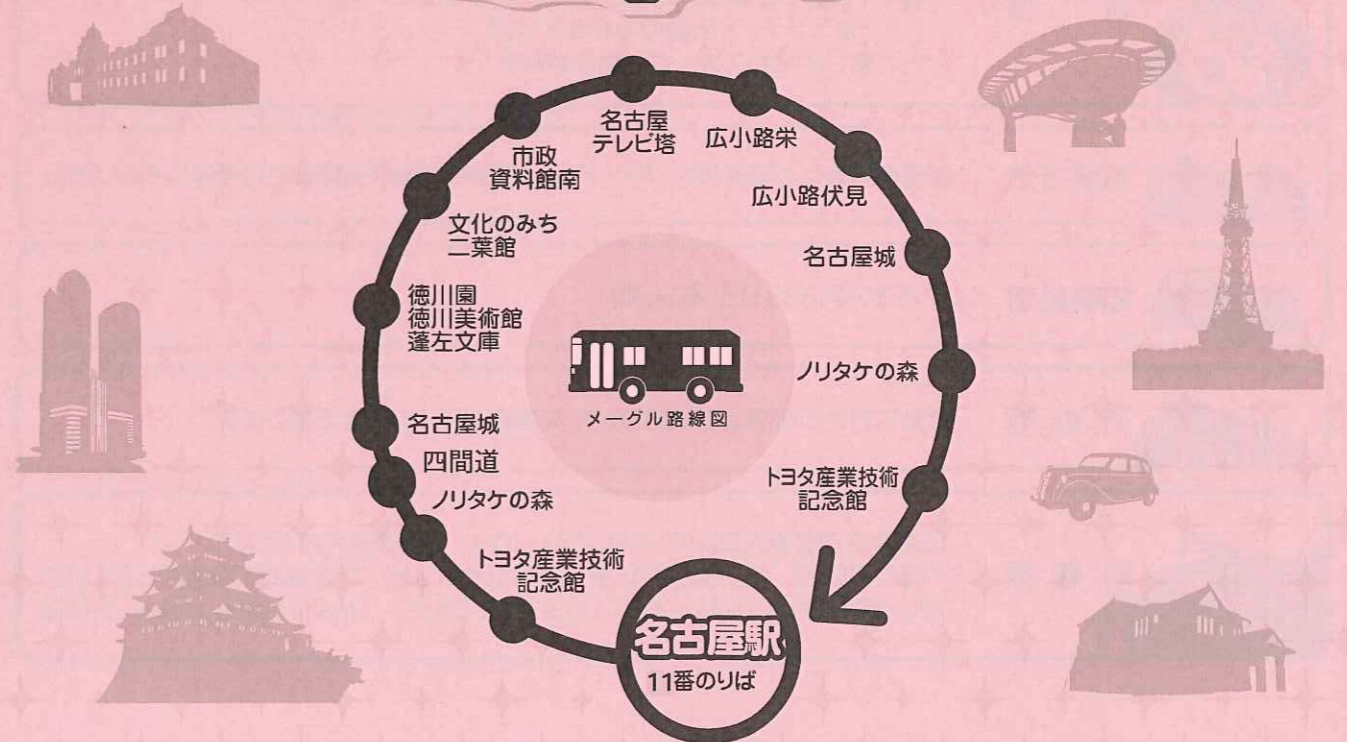 名古屋
テレビ塔
広小路栄
市政
資料館南
広小路伏見
文化のみち
二葉館
名古屋城
徳川園
徳川美術館
蓬左文庫
メーグル路線図
ノリタケの森
名古屋城
四間道
ノリタケの森
トヨタ産業技術
記念館
トヨタ産業技術
記念館
名古屋駅
11番のりば